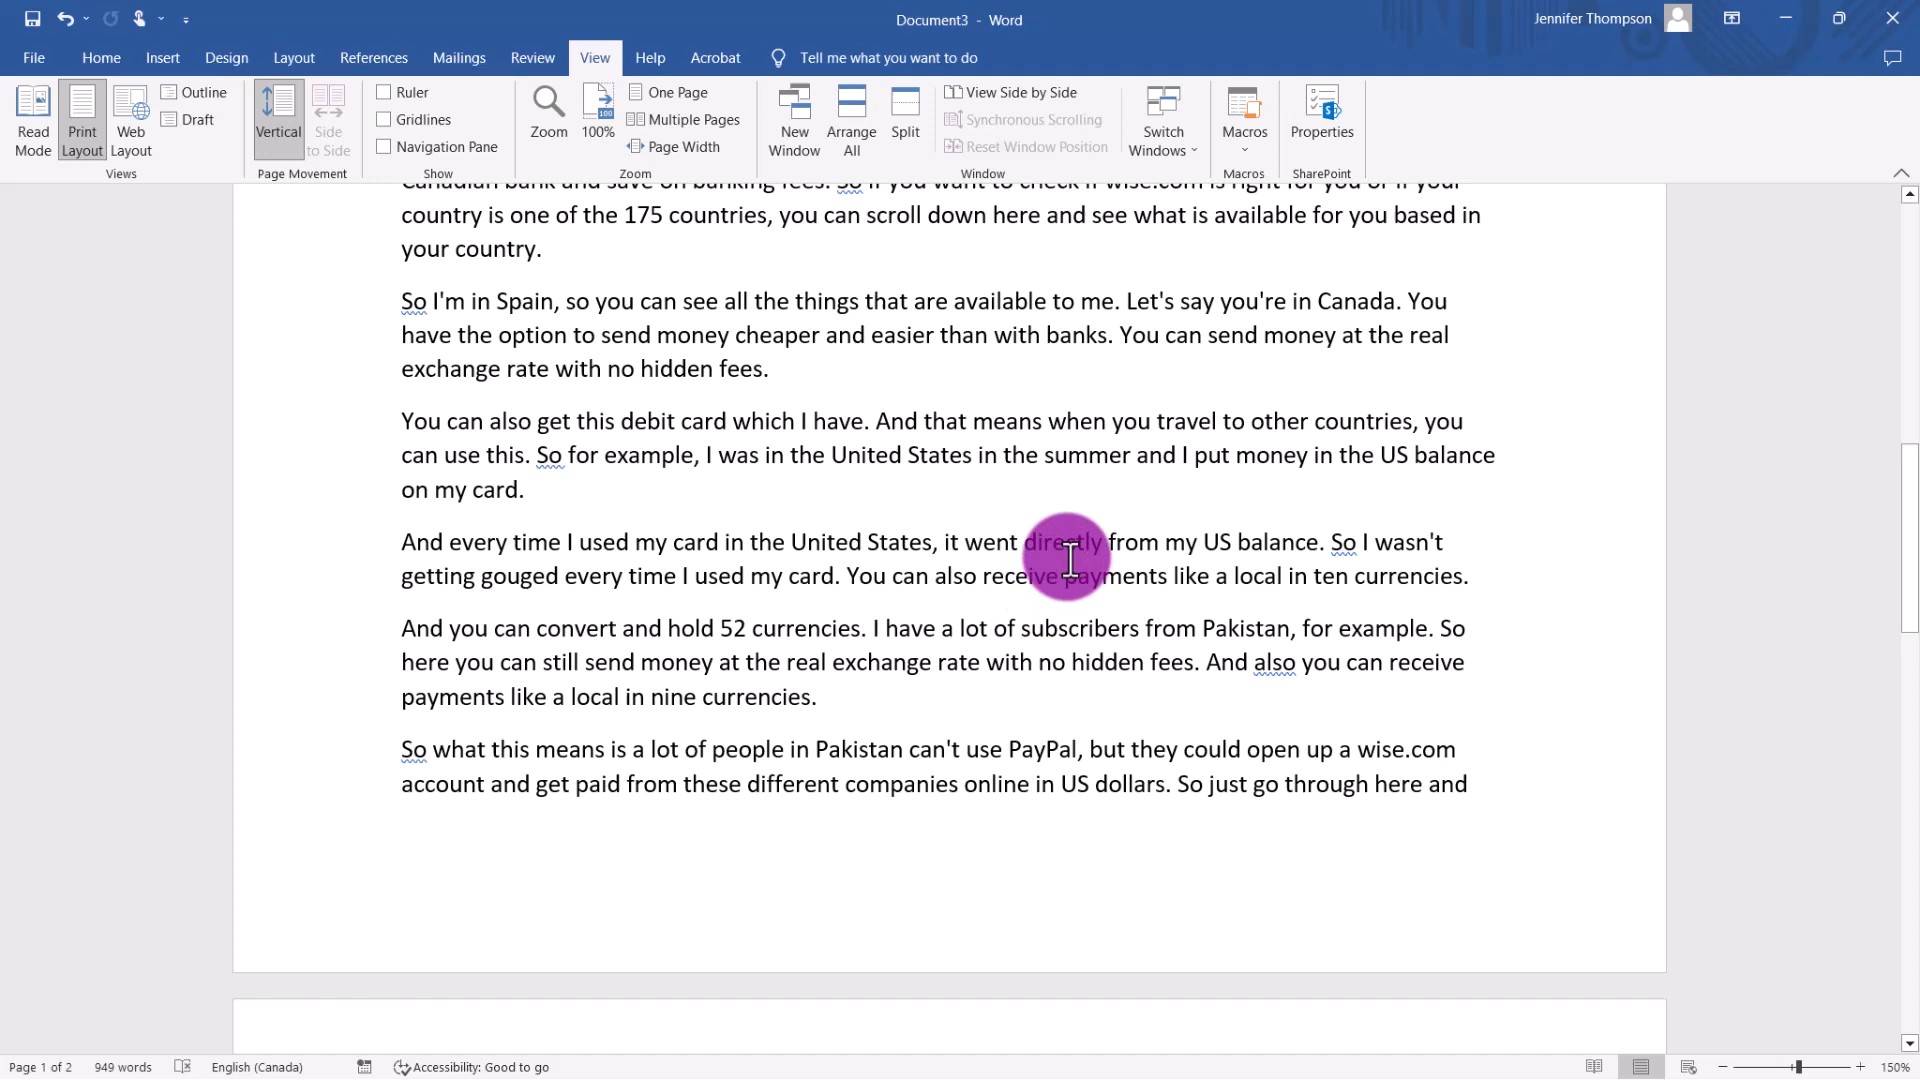 Document3 - Word
Jennifer Thompson
File Home Insert Design Layout References Mailings Review View Help Acrobat Tell me what you want to do
Read Mode
Print Layout
Web Layout
Outline
Draft
Views
Vertical
Side to Side
Page Movement
Ruler
Gridlines
Navigation Pane
Show
Zoom
100%
One Page
Multiple Pages
Page Width
Zoom
New Window
Arrange All
Split
View Side by Side
Synchronous Scrolling
Reset Window Position
Switch Windows
Window
Macros
Macros
Properties
SharePoint
Canadian bank and save on banking fees. So if you want to check if wise.com is right for you or if your
country is one of the 175 countries, you can scroll down here and see what is available for you based in
your country.
So I'm in Spain, so you can see all the things that are available to me. Let's say you're in Canada. You
have the option to send money cheaper and easier than with banks. You can send money at the real
exchange rate with no hidden fees.
You can also get this debit card which I have. And that means when you travel to other countries, you
can use this. So for example, I was in the United States in the summer and I put money in the US balance
on my card.
And every time I used my card in the United States, it went directly from my US balance. So I wasn't
getting gouged every time I used my card. You can also receive payments like a local in ten currencies.
And you can convert and hold 52 currencies. I have a lot of subscribers from Pakistan, for example. So
here you can still send money at the real exchange rate with no hidden fees. And also you can receive
payments like a local in nine currencies.
So what this means is a lot of people in Pakistan can't use PayPal, but they could open up a wise.com
account and get paid from these different companies online in US dollars. So just go through here and
Page 1 of 2 949 words English (Canada) Accessibility: Good to go 150%